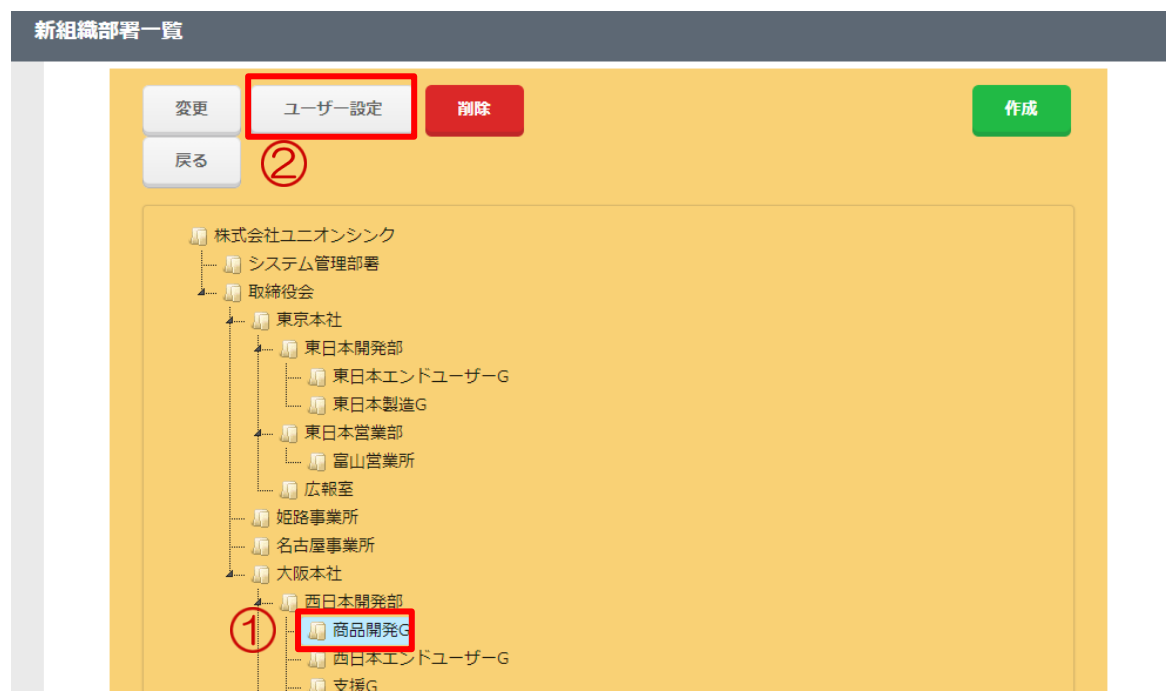 新組織部署一覧
変更 ユーザー設定 削除 作成
戻る ②
株式会社ユニオンシンク
システム管理部署
取締役会
東京本社
東日本開発部
東日本エンドユーザーG
東日本製造G
東日本営業部
富山営業所
広報室
姫路事業所
名古屋事業所
大阪本社
西日本開発部
① 商品開発G
西日本エンドユーザーG
支援G